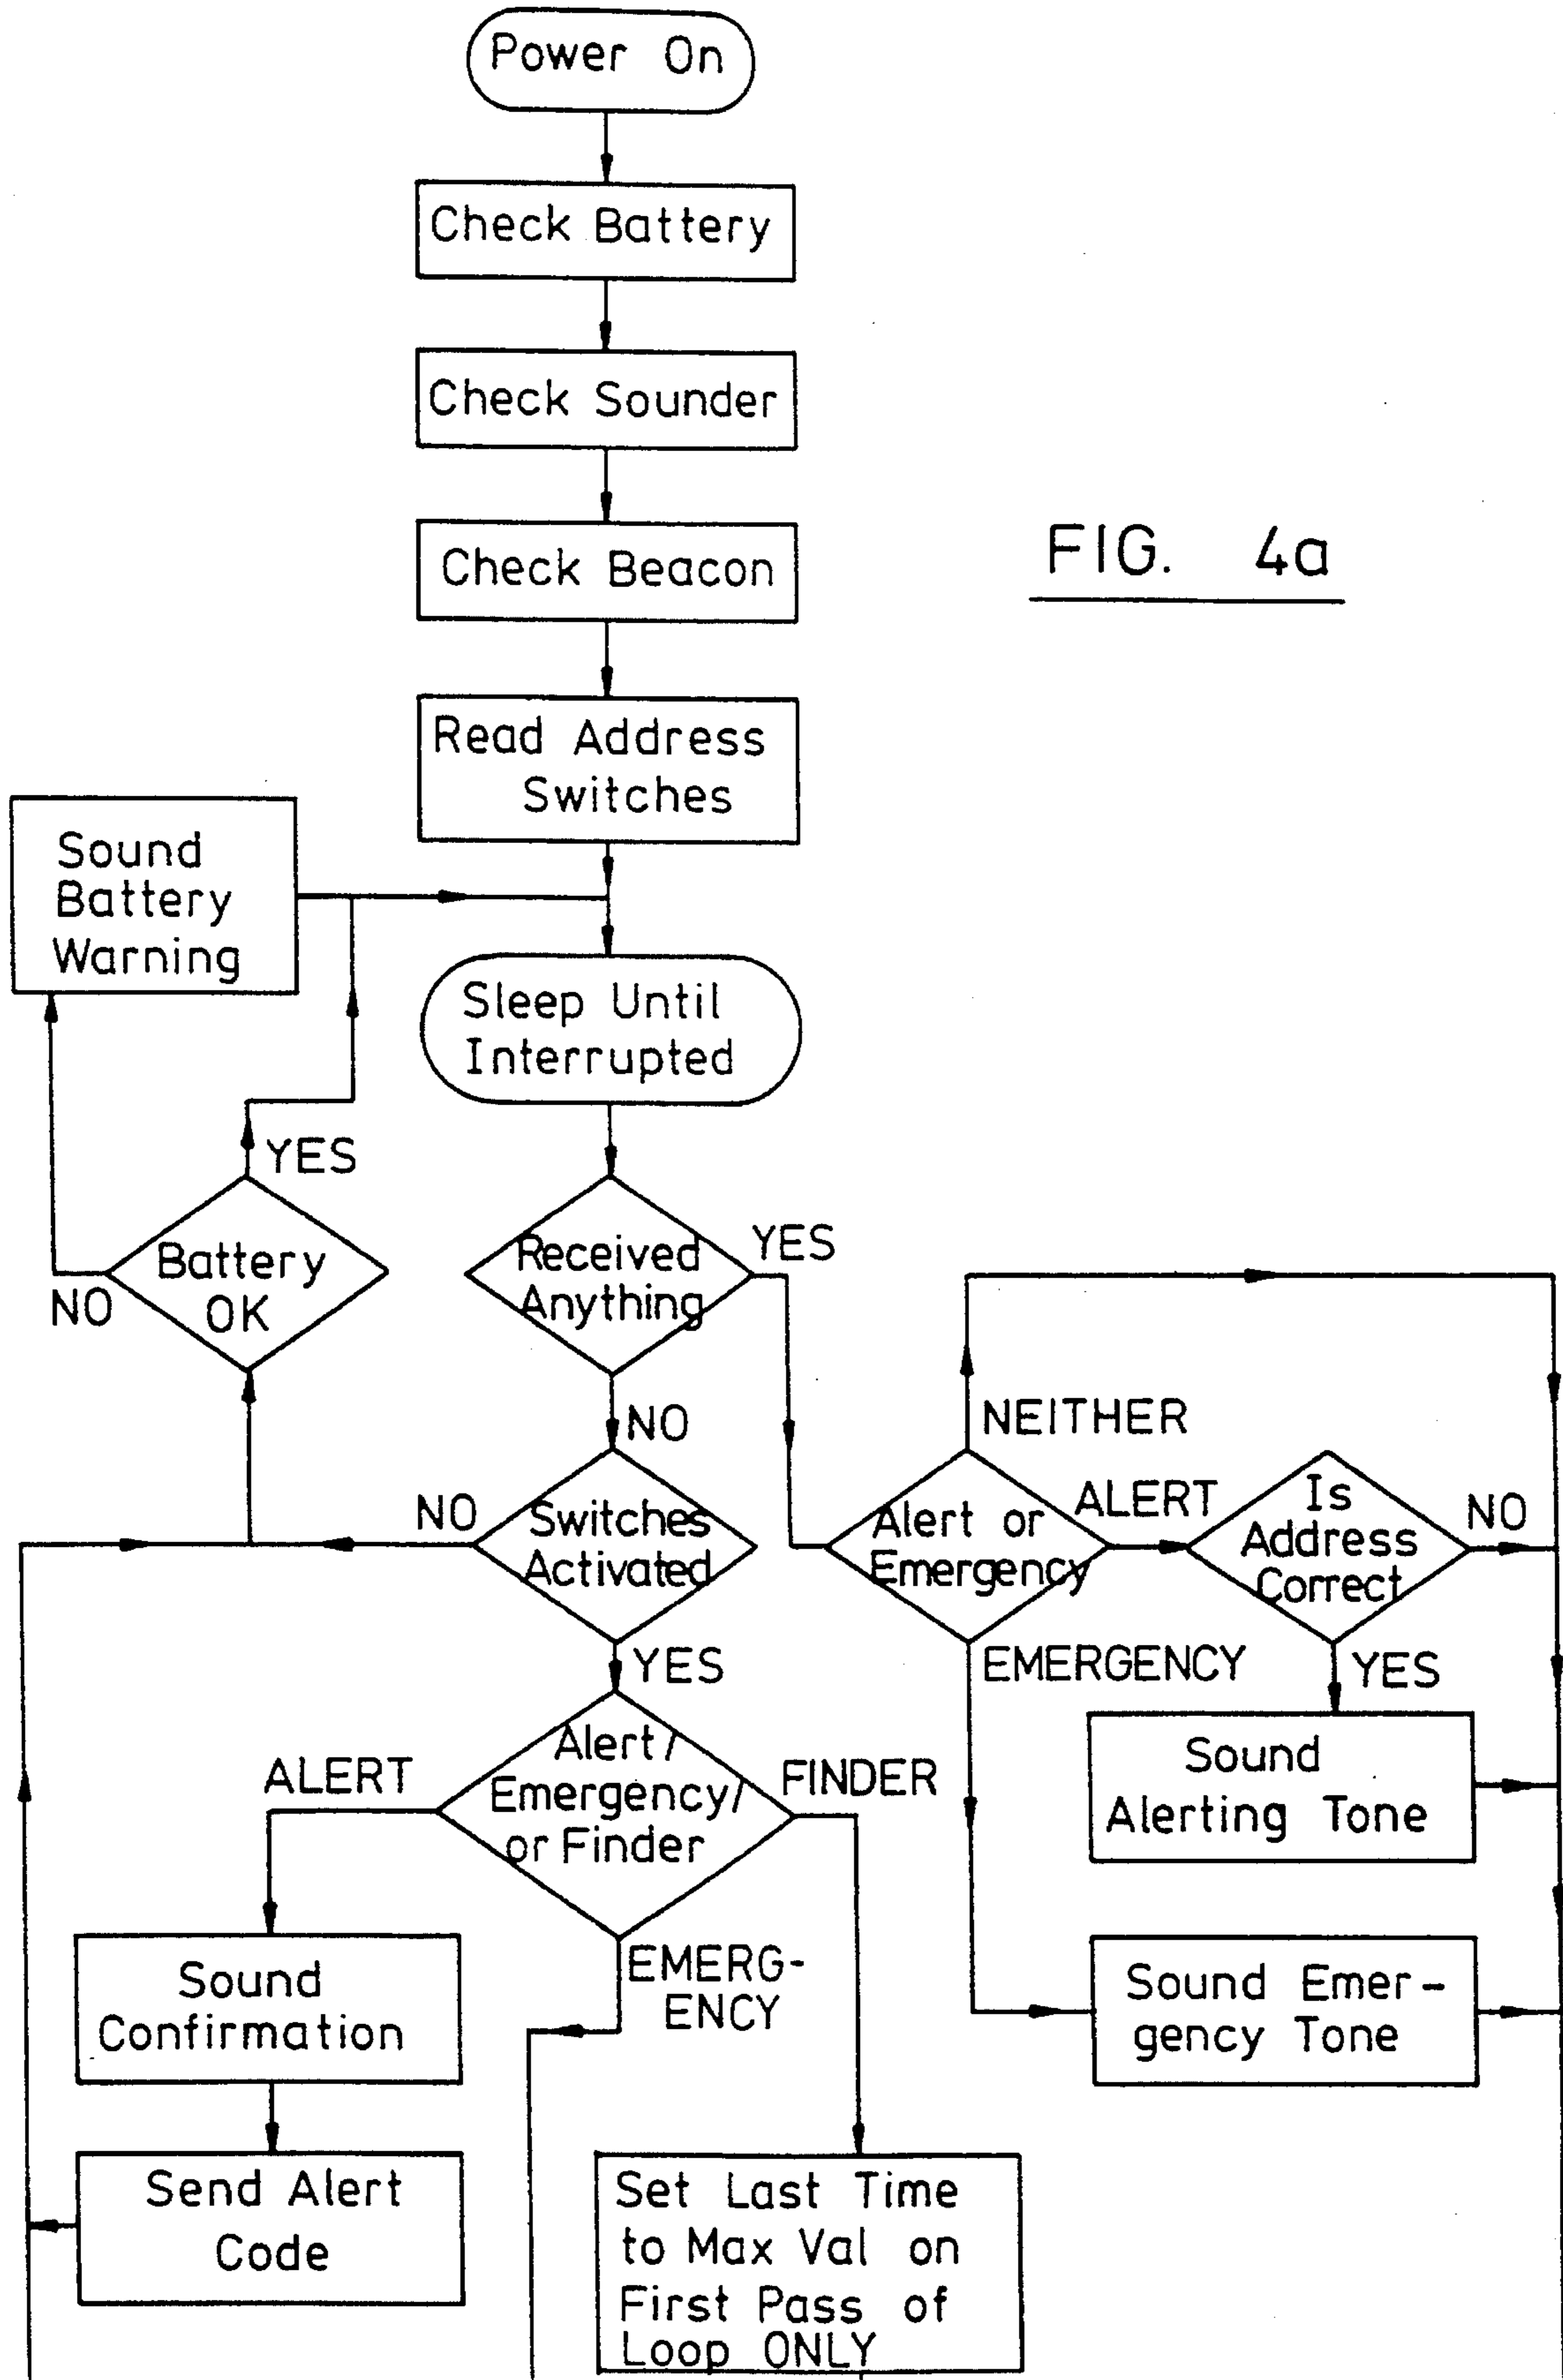 Power On
Check Battery
Check Sounder
Check Beacon
FIG. 4a
Read Address
Switches
Sound
Battery
Warning
Sleep Until
Interrupted
YES
Battery
OK
NO
Received
Anything
YES
NO
NEITHER
Switches
Activated
NO
YES
Alert or
Emergency
ALERT
Is
Address
Correct
NO
EMERGENCY
YES
Sound
Alerting Tone
Alert/
Emergency/
or Finder
ALERT
FINDER
EMERG-
ENCY
Sound
Confirmation
Sound Emer-
gency Tone
Send Alert
Code
Set Last Time
to Max Val on
First Pass of
Loop ONLY